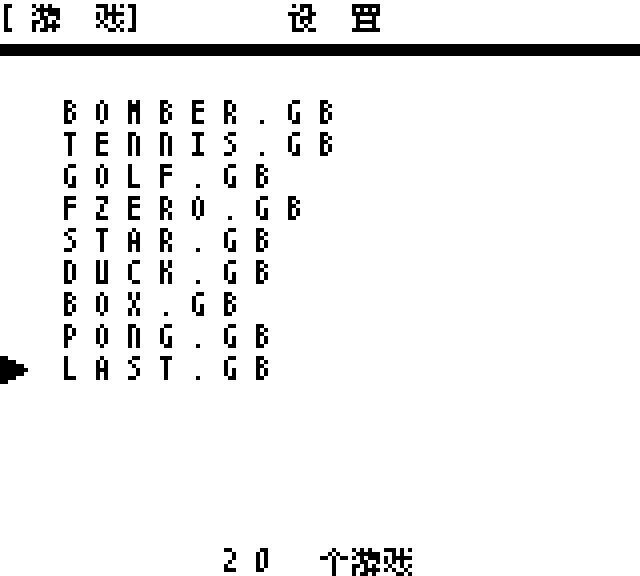 [游戏] 设置
BOMBER.GB
TENNIS.GB
GOLF.GB
FZERO.GB
STAR.GB
DUCK.GB
BOX.GB
PONG.GB
LAST.GB
20 个游戏